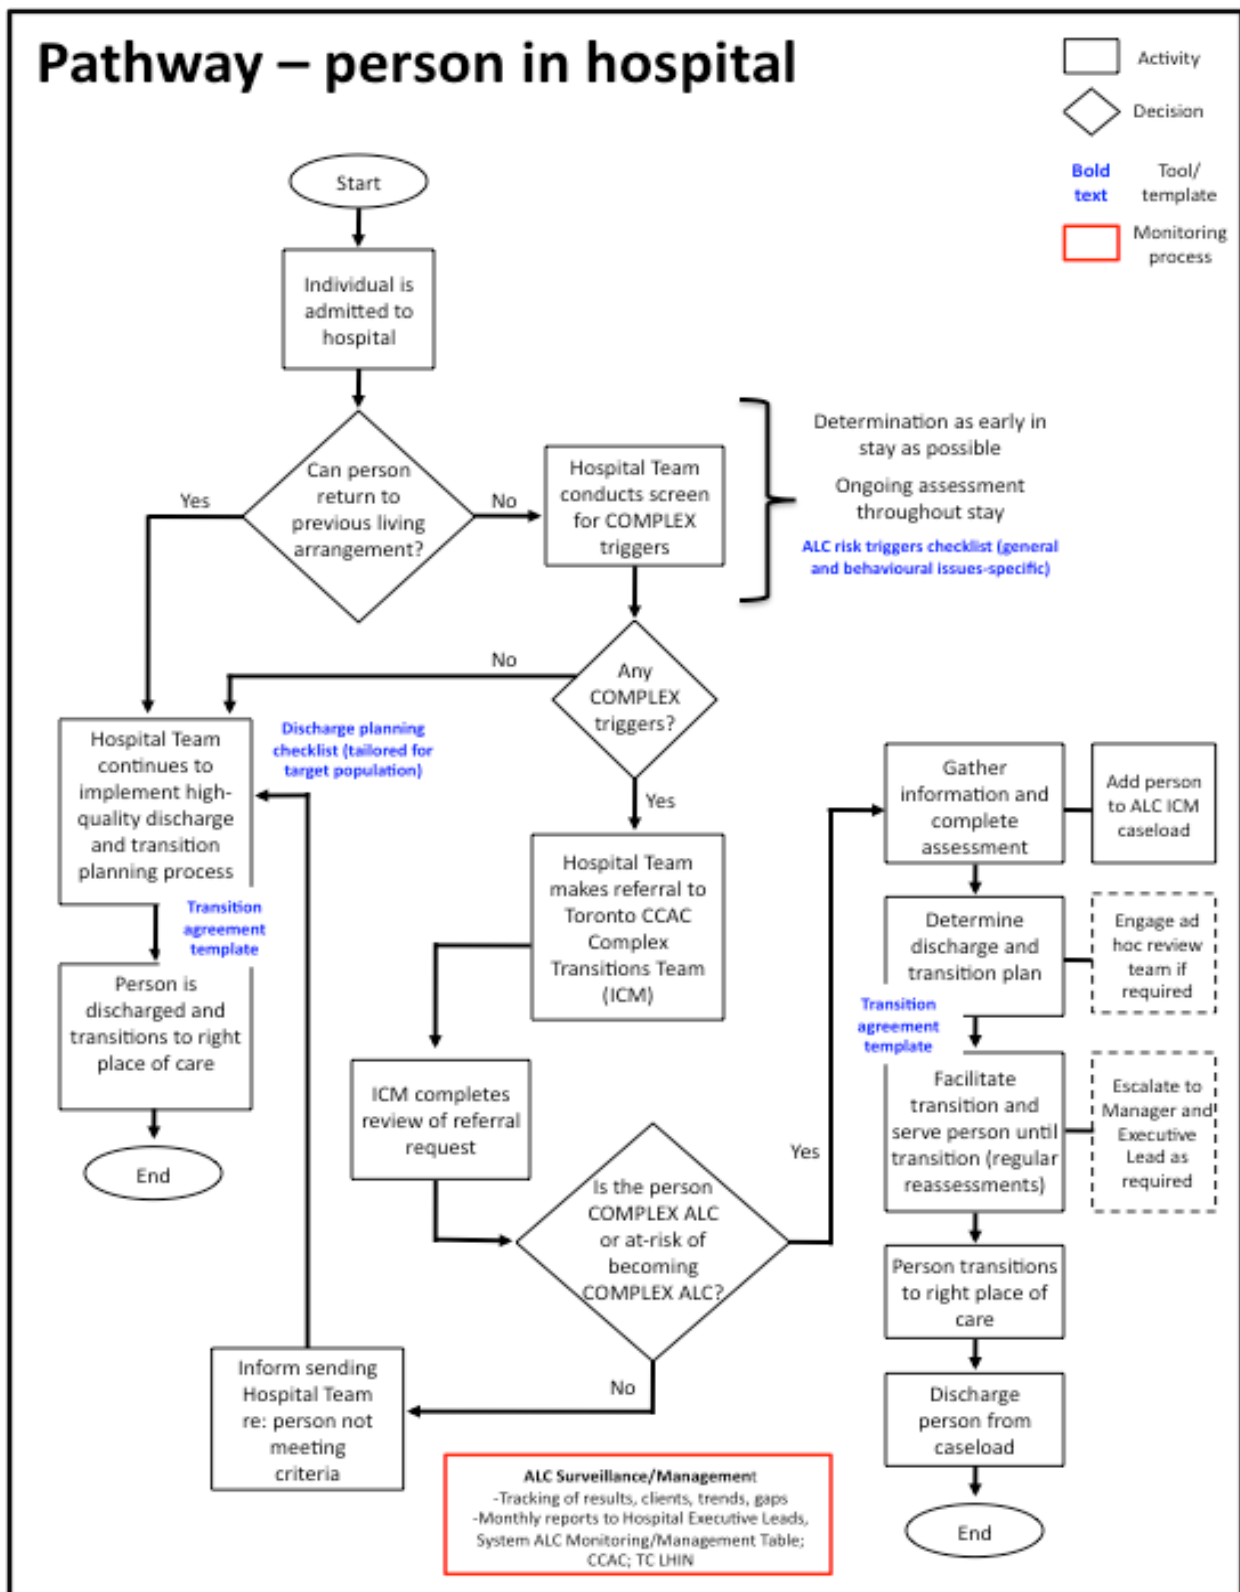 Pathway – person in hospital
Activity
Decision
Bold
text
Tool/
template
Monitoring
process
Start
Individual is
admitted to
hospital
Can person
return to
previous living
arrangement?
Yes
No
Hospital Team
conducts screen
for COMPLEX
triggers
Determination as early in
stay as possible
Ongoing assessment
throughout stay
ALC risk triggers checklist (general
and behavioural issues-specific)
No
Any
COMPLEX
triggers?
Yes
Hospital Team
continues to
implement high-
quality discharge
and transition
planning process
Discharge planning
checklist (tailored for
target population)
Transition
agreement
template
Person is
discharged and
transitions to right
place of care
End
Hospital Team
makes referral to
Toronto CCAC
Complex
Transitions Team
(ICM)
ICM completes
review of referral
request
Is the person
COMPLEX ALC
or at-risk of
becoming
COMPLEX ALC?
Yes
No
Inform sending
Hospital Team
re: person not
meeting
criteria
Gather
information and
complete
assessment
Add person
to ALC ICM
caseload
Determine
discharge and
transition plan
Engage ad
hoc review
team if
required
Transition
agreement
template
Facilitate
transition and
serve person until
transition (regular
reassessments)
Escalate to
Manager and
Executive
Lead as
required
Person transitions
to right place of
care
Discharge
person from
caseload
End
ALC Surveillance/Management
-Tracking of results, clients, trends, gaps
-Monthly reports to Hospital Executive Leads,
System ALC Monitoring/Management Table;
CCAC; TC LHIN